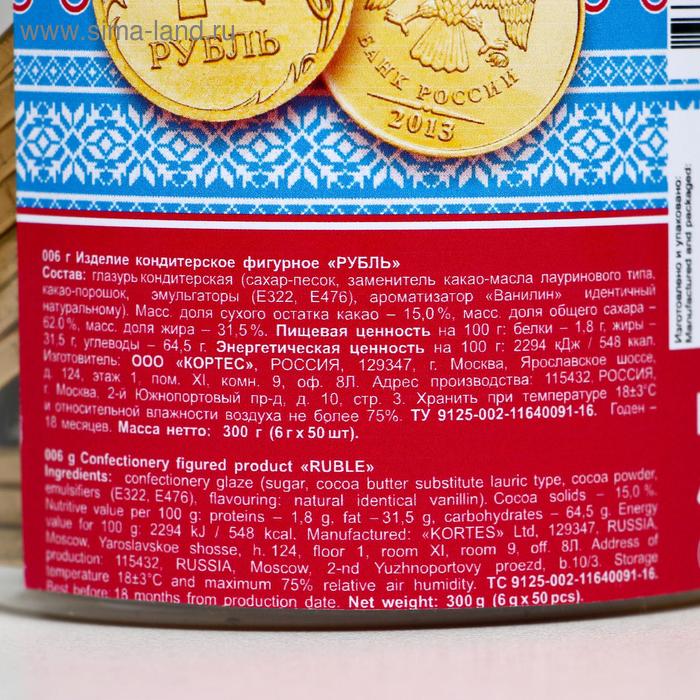 www.sima-land.ru
РУБЛЬ
БАНК РОССИИ
2013
006 г Изделие кондитерское фигурное «РУБЛЬ»
Состав: глазурь кондитерская (сахар-песок, заменитель какао-масла лауринового типа,
какао-порошок, эмульгаторы (Е322, Е476), ароматизатор «Ванилин» идентичный
натуральному). Масс. доля сухого остатка какао – 15,0%, масс. доля общего сахара –
62,0%, масс. доля жира – 31,5%. Пищевая ценность на 100 г: белки – 1,8 г, жиры –
31,5 г, углеводы – 64,5 г. Энергетическая ценность на 100 г: 2294 кДж / 548 ккал.
Изготовитель: ООО «КОРТЕС», РОССИЯ, 129347, г. Москва, Ярославское шоссе,
д. 124, этаж 1, пом. XI, комн. 9, оф. 8Л. Адрес производства: 115432, РОССИЯ,
г. Москва, 2-й Южнопортовый пр-д, д. 10, стр. 3. Хранить при температуре 18±3°С
и относительной влажности воздуха не более 75%. ТУ 9125-002-11640091-16. Годен –
18 месяцев. Масса нетто: 300 г (6 г х 50 шт).
006 g Confectionery figured product «RUBLE»
Ingredients: confectionery glaze (sugar, cocoa butter substitute lauric type, cocoa powder,
emulsifiers (E322, E476), flavouring: natural identical vanillin). Cocoa solids – 15,0 %.
Nutritive value per 100 g: proteins – 1,8 g, fat – 31,5 g, carbohydrates – 64,5 g. Energy
value for 100 g: 2294 kJ / 548 kcal. Manufactured: «KORTES» Ltd, 129347, RUSSIA,
Moscow, Yaroslavskoe shosse, h. 124, floor 1, room XI, room 9, off. 8Л. Address of
production: 115432, RUSSIA, Moscow, 2-nd Yuzhnoportovy proezd, b.10/3. Storage
temperature 18±3°C and maximum 75% relative air humidity. TC 9125-002-11640091-16.
Best before: 18 months from production date. Net weight: 300 g (6 g x 50 pcs).
Изготовлено и упаковано:
Manufactured and packaged: